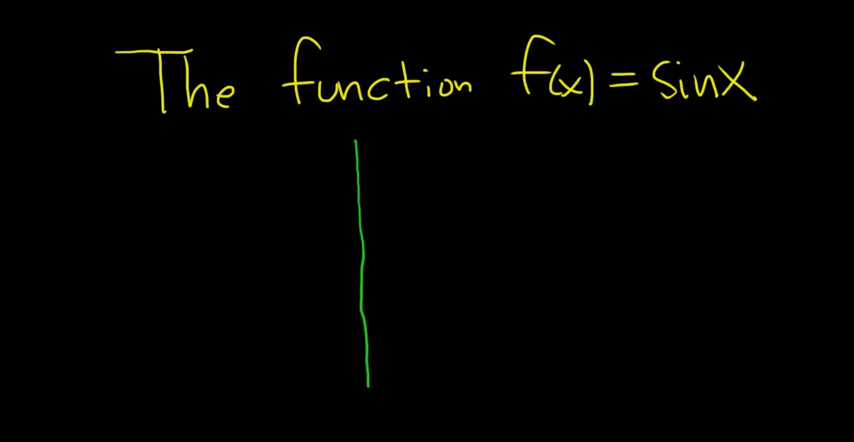 The function f(x) = sinx